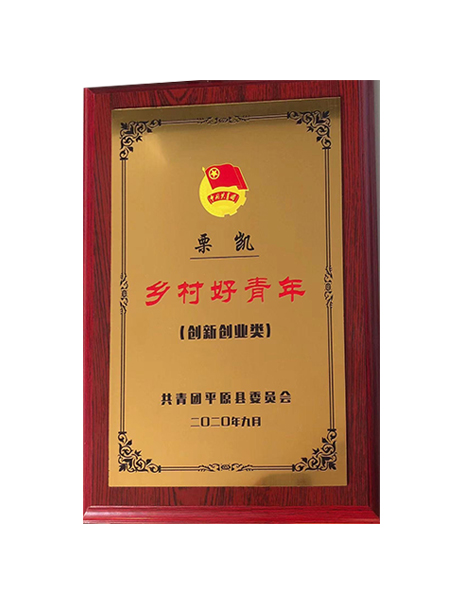 中国共青团
栗凯
乡村好青年
(创新创业类)
共青团平原县委员会
二〇二〇年九月